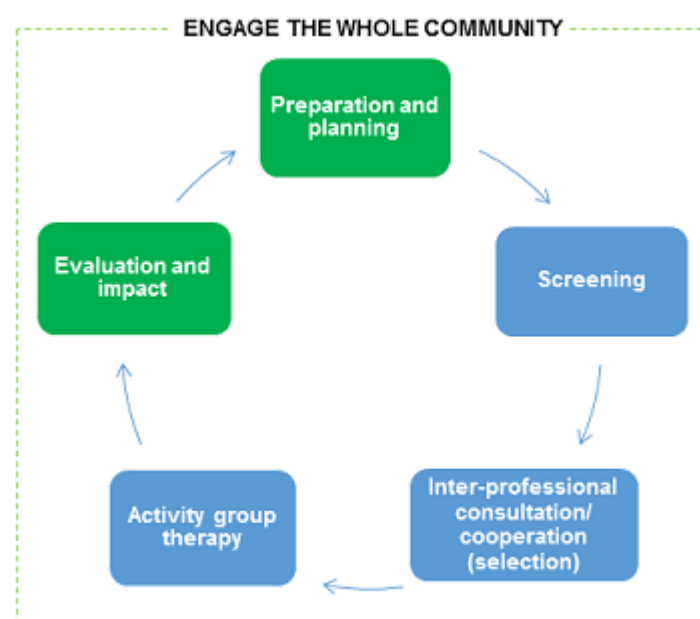 ENGAGE THE WHOLE COMMUNITY
Preparation and
planning
Screening
Inter-professional
consultation/
cooperation
(selection)
Activity group
therapy
Evaluation and
impact